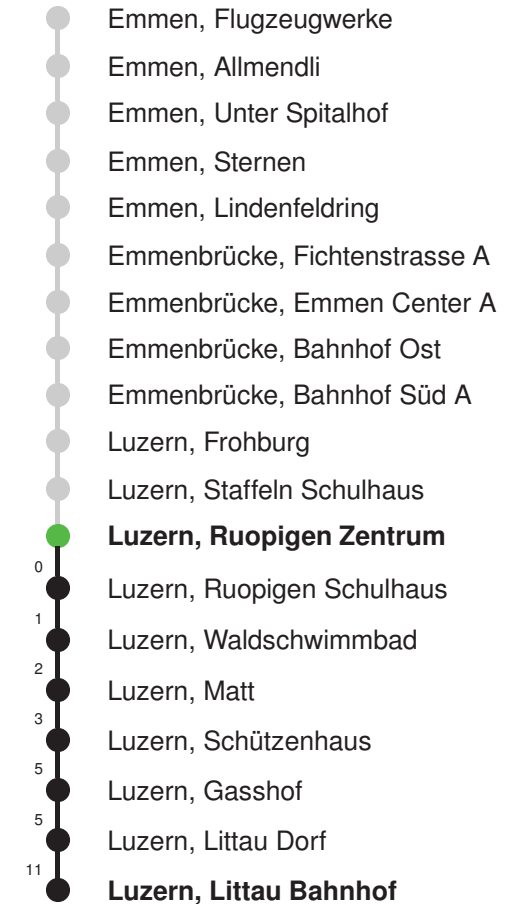 Emmen, Flugzeugwerke
Emmen, Allmendli
Emmen, Unter Spitalhof
Emmen, Sternen
Emmen, Lindenfeldring
Emmenbrücke, Fichtenstrasse A
Emmenbrücke, Emmen Center A
Emmenbrücke, Bahnhof Ost
Emmenbrücke, Bahnhof Süd A
Luzern, Frohburg
Luzern, Staffeln Schulhaus
Luzern, Ruopigen Zentrum
0 Luzern, Ruopigen Schulhaus
1 Luzern, Waldschwimmbad
2 Luzern, Matt
3 Luzern, Schützenhaus
5 Luzern, Gasshof
5 Luzern, Littau Dorf
11 Luzern, Littau Bahnhof